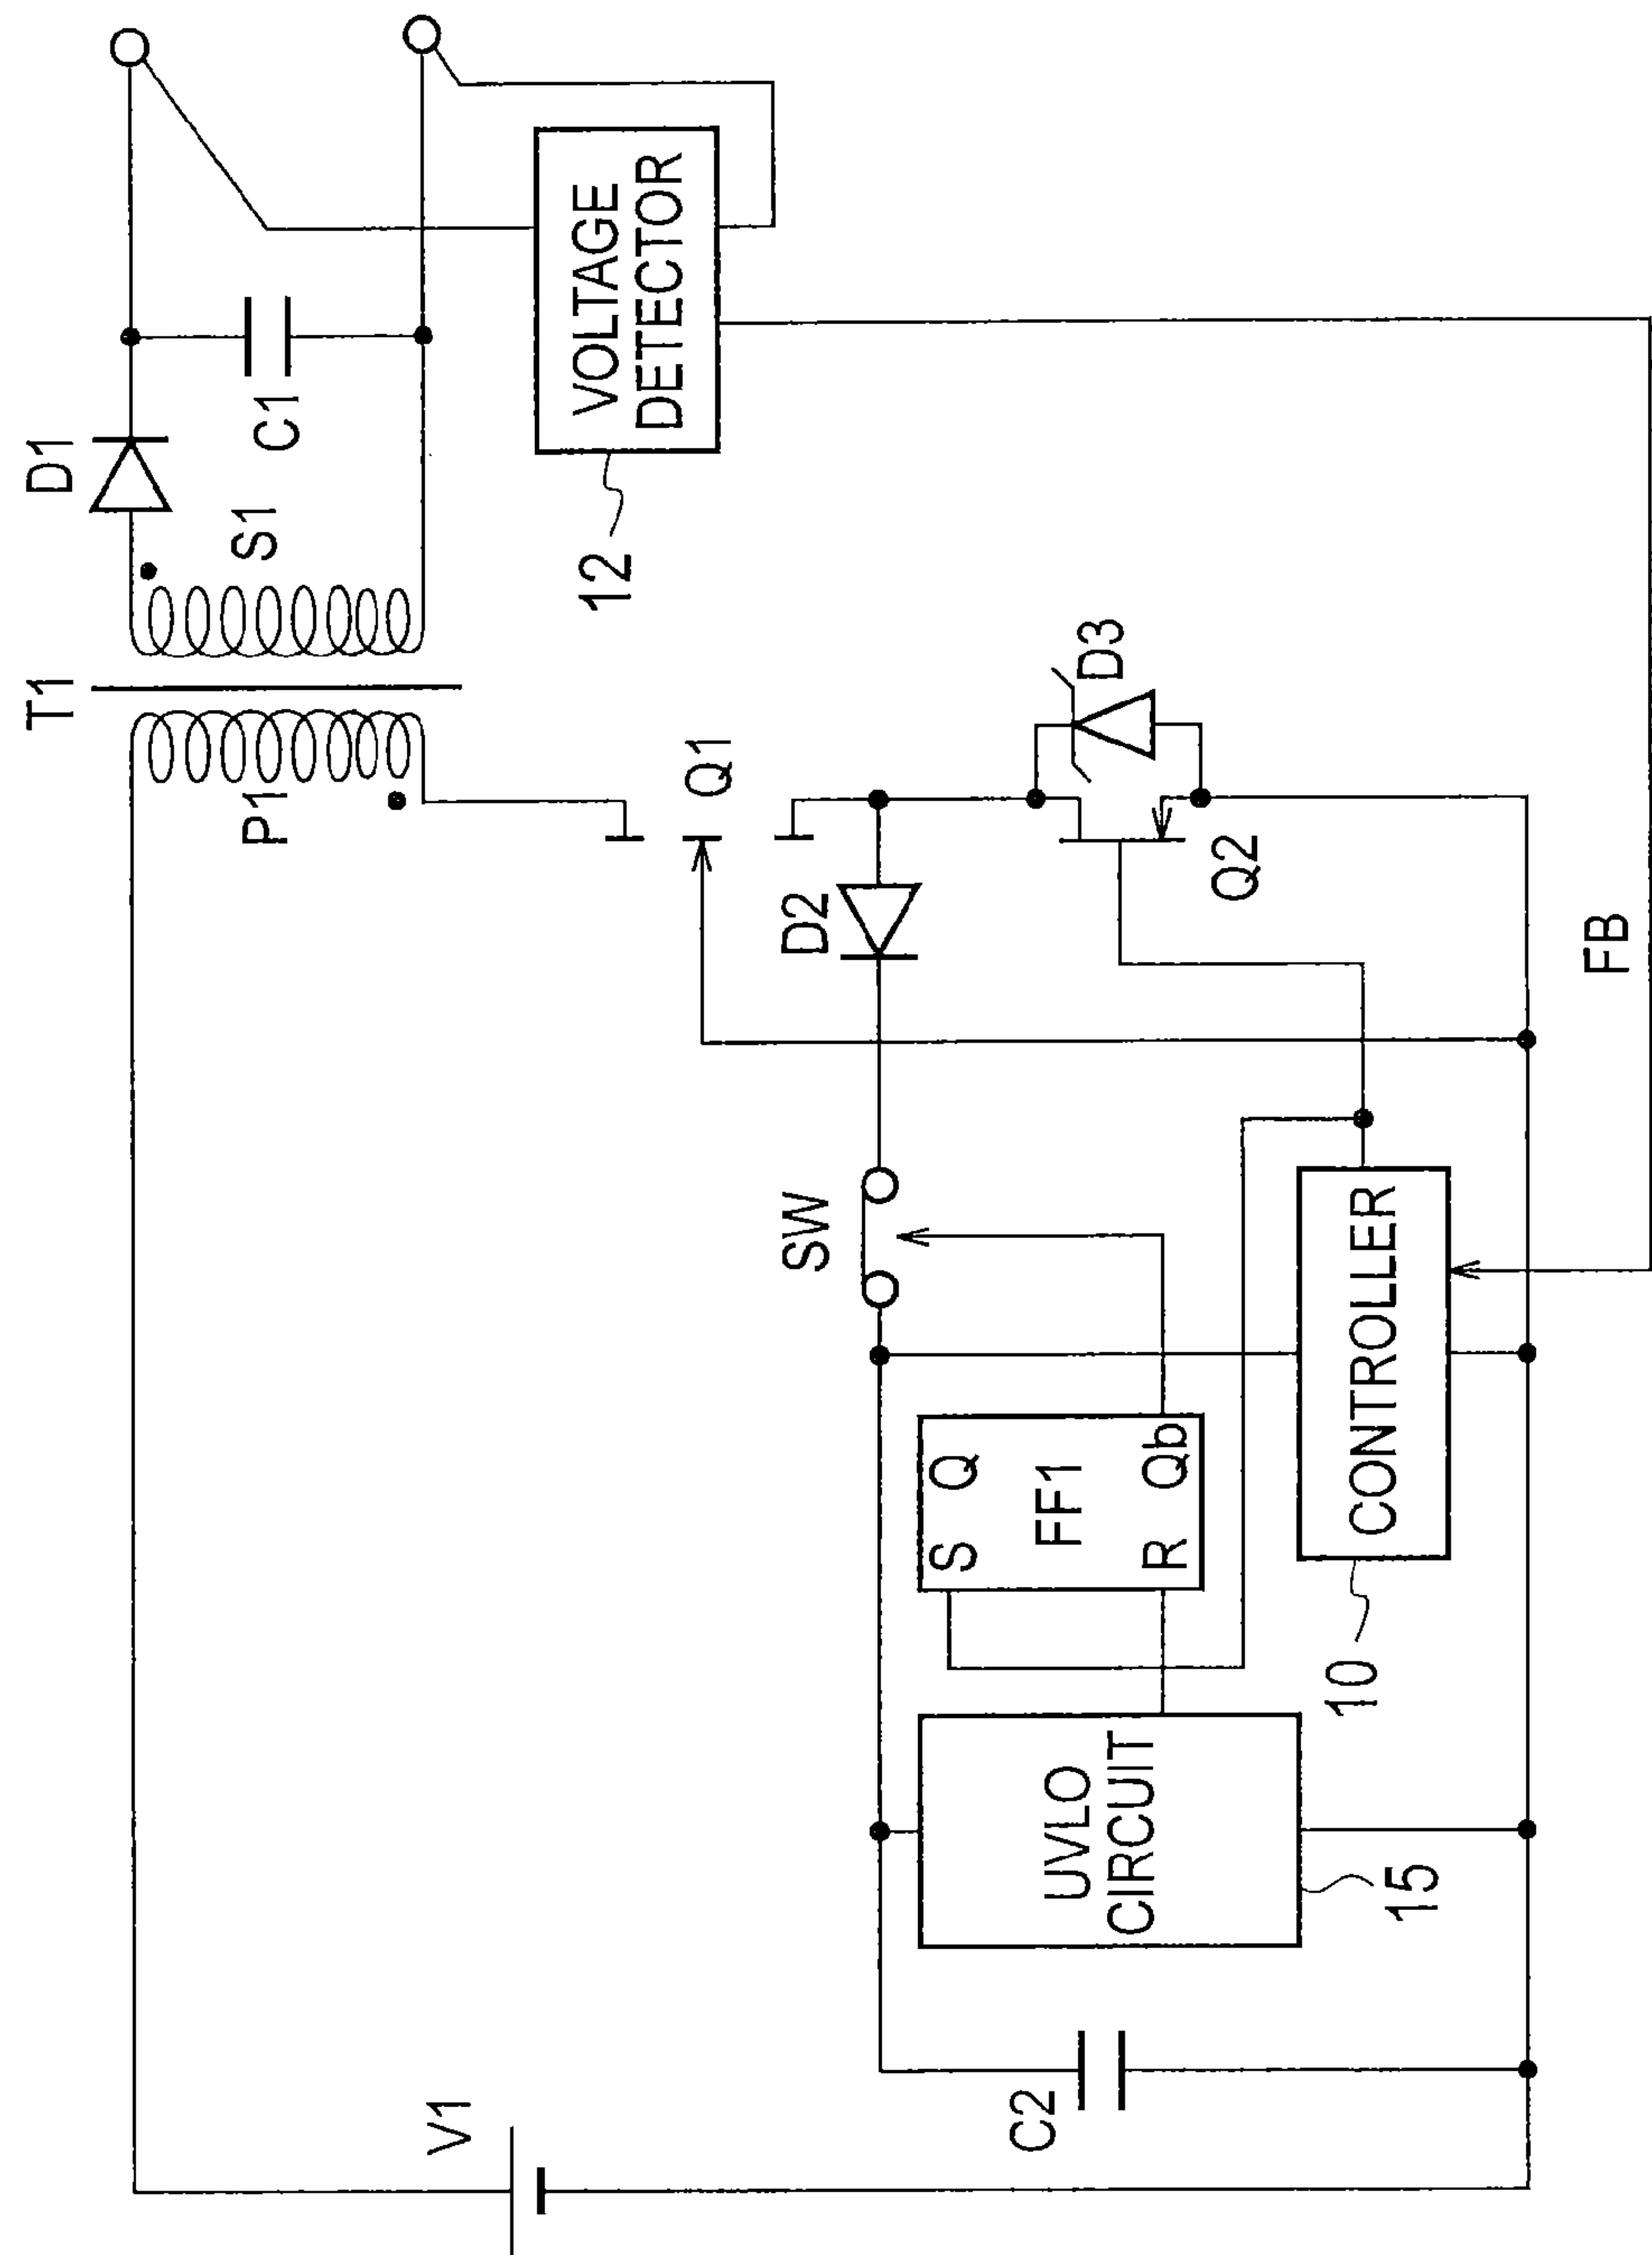 T1
D1
P1
S1
C1
V1
Q1
VOLTAGE
DETECTOR
12
SW
D2
D3
C2
UVLO
CIRCUIT
15
S Q
FF1
R Qb
Q2
10
CONTROLLER
FB